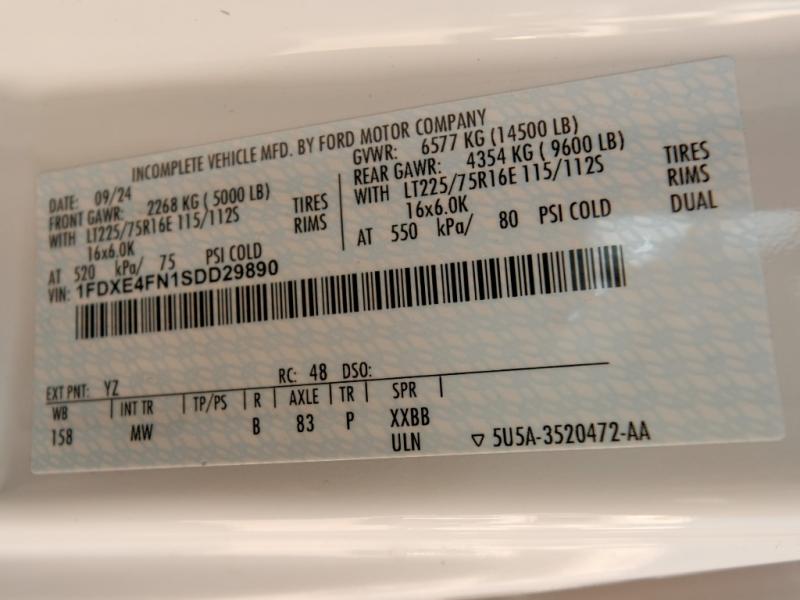 INCOMPLETE VEHICLE MFD. BY FORD MOTOR COMPANY
DATE: 09/24
FRONT GAWR: 2268 KG ( 5000 LB)
WITH LT225/75R16E 115/112S TIRES
16x6.0K RIMS
AT 520 kPa/ 75 PSI COLD
GVWR: 6577 KG (14500 LB)
REAR GAWR: 4354 KG ( 9600 LB)
WITH LT225/75R16E 115/112S TIRES
16x6.0K RIMS
AT 550 kPa/ 80 PSI COLD DUAL
VIN: 1FDXE4FN1SDD29890
EXT PNT: YZ RC: 48 DSO:
WB INT TR TP/PS R AXLE TR SPR
158 MW B 83 P XXBB
ULN ▽ 5U5A-3520472-AA